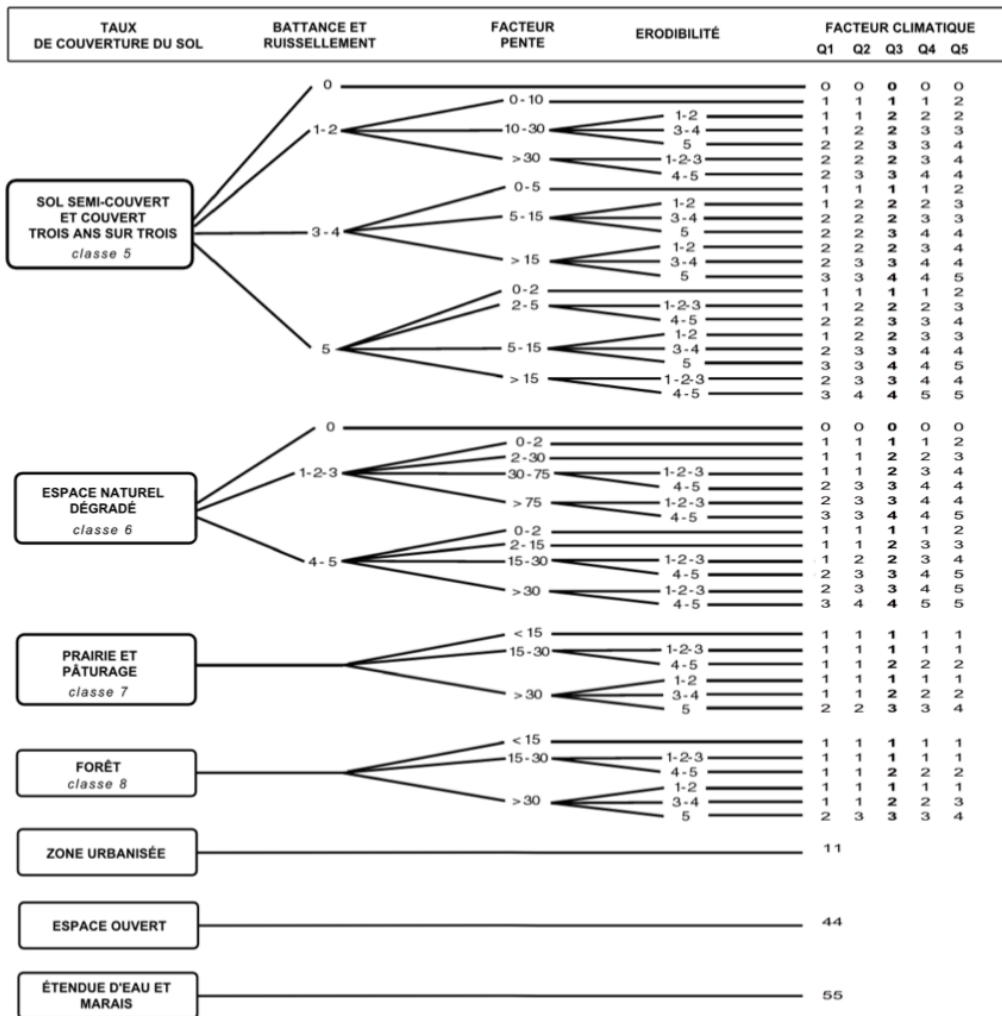 TAUX
DE COUVERTURE DU SOL
BATTANCE ET
RUISSELLEMENT
FACTEUR
PENTE
ERODIBILITÉ
FACTEUR CLIMATIQUE
Q1 Q2 Q3 Q4 Q5
SOL SEMI-COUVERT
ET COUVERT
TROIS ANS SUR TROIS
classe 5
0 0 0 0 0 0
1-2
0-10 1 1 1 1 2
10-30
1-2 1 1 2 2 2
3-4 1 2 2 3 3
5 2 2 3 3 4
>30
1-2-3 2 2 2 3 4
4-5 2 3 3 4 4
3-4
0-5 1 1 1 1 2
5-15
1-2 1 2 2 2 3
3-4 2 2 2 3 3
5 2 2 3 4 4
>15
1-2 2 2 2 3 4
3-4 2 3 3 4 4
5 3 3 4 4 5
5
0-2 1 1 1 1 2
2-5
1-2-3 1 2 2 2 3
4-5 2 2 3 3 4
5-15
1-2 1 2 2 3 3
3-4 2 3 3 4 4
5 3 3 4 4 5
>15
1-2-3 2 3 3 4 4
4-5 3 4 4 5 5
ESPACE NATUREL
DÉGRADÉ
classe 6
0 0 0 0 0 0
1-2-3
0-2 1 1 1 1 2
2-30 1 1 2 2 3
30-75
1-2-3 1 1 2 3 4
4-5 2 3 3 4 4
>75
1-2-3 2 3 3 4 4
4-5 3 3 4 4 5
4-5
0-2 1 1 1 1 2
2-15 1 1 2 3 3
15-30
1-2-3 1 2 2 3 4
4-5 2 3 3 4 5
>30
1-2-3 2 3 3 4 5
4-5 3 4 4 5 5
PRAIRIE ET
PÂTURAGE
classe 7
<15 1 1 1 1 1
15-30
1-2-3 1 1 1 1 1
4-5 1 1 2 2 2
>30
1-2 1 1 1 1 1
3-4 1 1 2 2 2
5 2 2 3 3 4
FORÊT
classe 8
<15 1 1 1 1 1
15-30
1-2-3 1 1 1 1 1
4-5 1 1 2 2 2
>30
1-2 1 1 1 1 1
3-4 1 1 2 2 3
5 2 3 3 3 4
ZONE URBANISÉE 11
ESPACE OUVERT 44
ÉTENDUE D'EAU ET
MARAIS
55